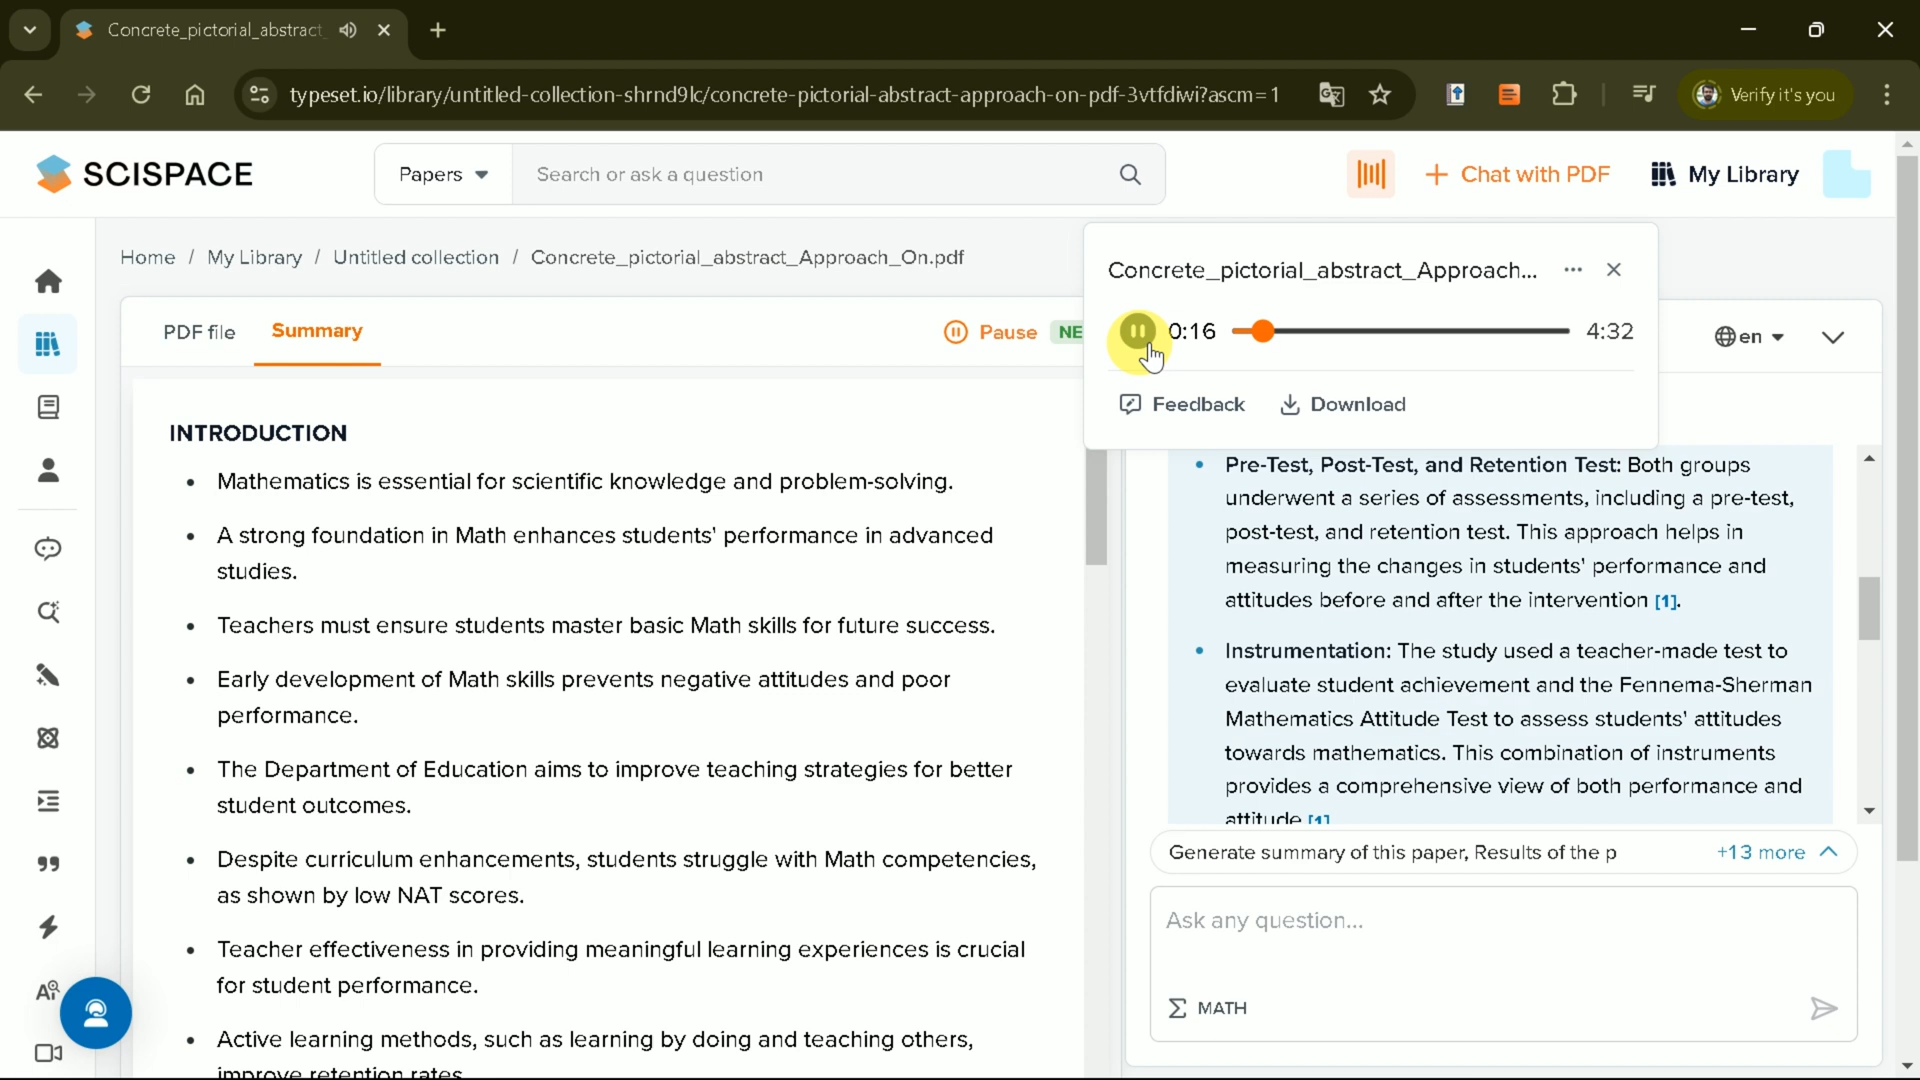 Concrete_pictorial_abstract_
typeset.io/library/untitled-collection-shrnd9lc/concrete-pictorial-abstract-approach-on-pdf-3vtfdiwi?ascm=1
Verify it's you
SCISPACE
Papers
Search or ask a question
+ Chat with PDF
My Library
Home / My Library / Untitled collection / Concrete_pictorial_abstract_Approach_On.pdf
Concrete_pictorial_abstract_Approach...
PDF file
Summary
Pause
NE
0:16
4:32
en
Feedback
Download
INTRODUCTION
• Mathematics is essential for scientific knowledge and problem-solving.
• A strong foundation in Math enhances students' performance in advanced
studies.
• Teachers must ensure students master basic Math skills for future success.
• Early development of Math skills prevents negative attitudes and poor
performance.
• The Department of Education aims to improve teaching strategies for better
student outcomes.
• Despite curriculum enhancements, students struggle with Math competencies,
as shown by low NAT scores.
• Teacher effectiveness in providing meaningful learning experiences is crucial
for student performance.
• Active learning methods, such as learning by doing and teaching others,
improve retention rates
• Pre-Test, Post-Test, and Retention Test: Both groups
underwent a series of assessments, including a pre-test,
post-test, and retention test. This approach helps in
measuring the changes in students' performance and
attitudes before and after the intervention [1].
• Instrumentation: The study used a teacher-made test to
evaluate student achievement and the Fennema-Sherman
Mathematics Attitude Test to assess students' attitudes
towards mathematics. This combination of instruments
provides a comprehensive view of both performance and
attitude [1]
Generate summary of this paper, Results of the p
+13 more
Ask any question...
Σ MATH